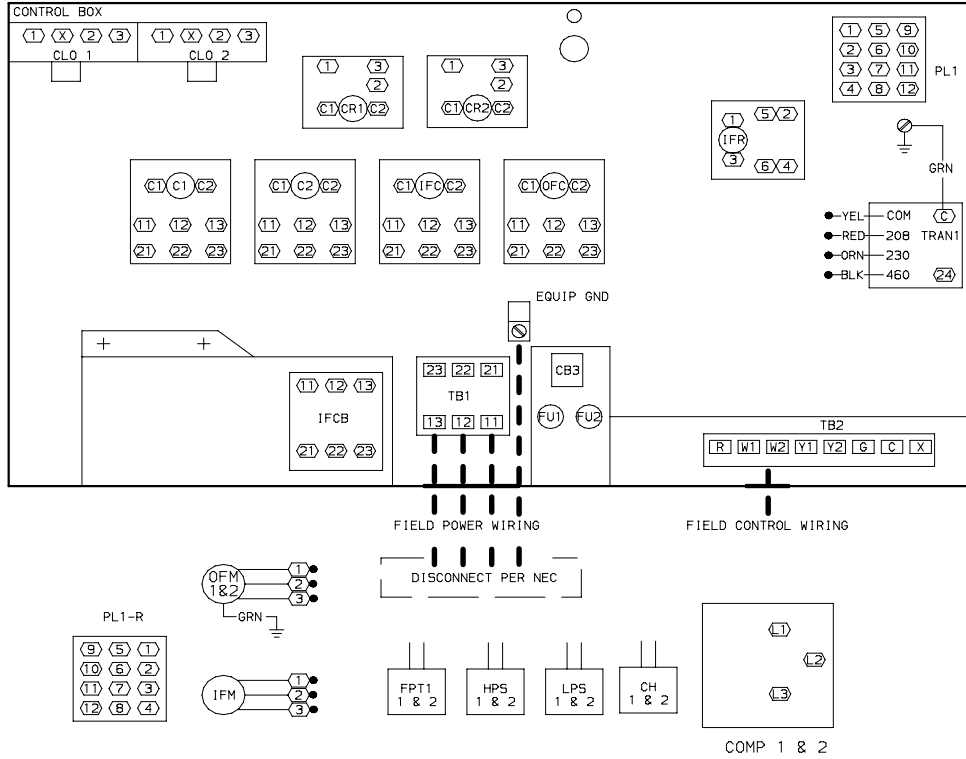 CONTROL BOX
1 X 2 3 1 X 2 3
CLO 1 CLO 2
1 5 9
2 6 10
3 7 11
4 8 12
PL1
1 3
2
C1 CR1 C2
1 3
2
C1 CR2 C2
1 5 2
IFR
3 6 4
GRN
C1 C1 C2
11 12 13
21 22 23
C1 C2 C2
11 12 13
21 22 23
C1 IFC C2
11 12 13
21 22 23
C1 OFC C2
11 12 13
21 22 23
YEL COM C
RED 208 TRAN1
ORN 230
BLK 460 24
EQUIP GND
11 12 13
IFCB
21 22 23
23 22 21
TB1
13 12 11
CB3
FU1 FU2
TB2
R W1 W2 Y1 Y2 G C X
FIELD POWER WIRING
FIELD CONTROL WIRING
DISCONNECT PER NEC
OFM
1&2
1
2
3
GRN
PL1-R
9 5 1
10 6 2
11 7 3
12 8 4
IFM
1
2
3
FPT1
1 & 2
HPS
1 & 2
LPS
1 & 2
CH
1 & 2
L1
L2
L3
COMP 1 & 2